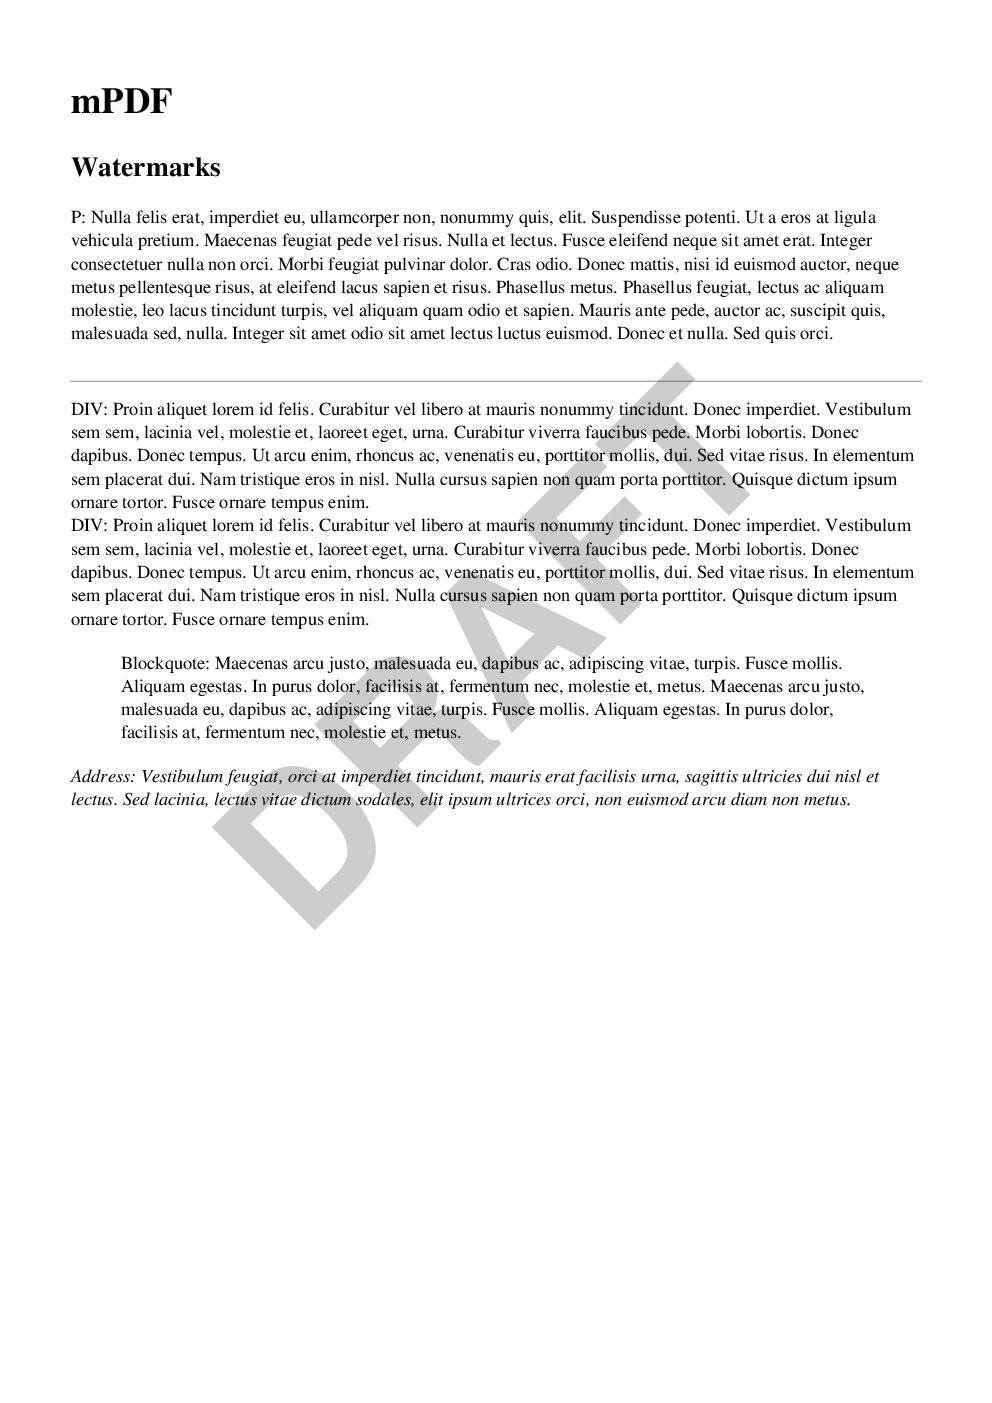 mPDF
Watermarks
P: Nulla felis erat, imperdiet eu, ullamcorper non, nonummy quis, elit. Suspendisse potenti. Ut a eros at ligula
vehicula pretium. Maecenas feugiat pede vel risus. Nulla et lectus. Fusce eleifend neque sit amet erat. Integer
consectetuer nulla non orci. Morbi feugiat pulvinar dolor. Cras odio. Donec mattis, nisi id euismod auctor, neque
metus pellentesque risus, at eleifend lacus sapien et risus. Phasellus metus. Phasellus feugiat, lectus ac aliquam
molestie, leo lacus tincidunt turpis, vel aliquam quam odio et sapien. Mauris ante pede, auctor ac, suscipit quis,
malesuada sed, nulla. Integer sit amet odio sit amet lectus luctus euismod. Donec et nulla. Sed quis orci.
DIV: Proin aliquet lorem id felis. Curabitur vel libero at mauris nonummy tincidunt. Donec imperdiet. Vestibulum
sem sem, lacinia vel, molestie et, laoreet eget, urna. Curabitur viverra faucibus pede. Morbi lobortis. Donec
dapibus. Donec tempus. Ut arcu enim, rhoncus ac, venenatis eu, porttitor mollis, dui. Sed vitae risus. In elementum
sem placerat dui. Nam tristique eros in nisl. Nulla cursus sapien non quam porta porttitor. Quisque dictum ipsum
ornare tortor. Fusce ornare tempus enim.
DIV: Proin aliquet lorem id felis. Curabitur vel libero at mauris nonummy tincidunt. Donec imperdiet. Vestibulum
sem sem, lacinia vel, molestie et, laoreet eget, urna. Curabitur viverra faucibus pede. Morbi lobortis. Donec
dapibus. Donec tempus. Ut arcu enim, rhoncus ac, venenatis eu, porttitor mollis, dui. Sed vitae risus. In elementum
sem placerat dui. Nam tristique eros in nisl. Nulla cursus sapien non quam porta porttitor. Quisque dictum ipsum
ornare tortor. Fusce ornare tempus enim.
Blockquote: Maecenas arcu justo, malesuada eu, dapibus ac, adipiscing vitae, turpis. Fusce mollis.
Aliquam egestas. In purus dolor, facilisis at, fermentum nec, molestie et, metus. Maecenas arcu justo,
malesuada eu, dapibus ac, adipiscing vitae, turpis. Fusce mollis. Aliquam egestas. In purus dolor,
facilisis at, fermentum nec, molestie et, metus.
Address: Vestibulum feugiat, orci at imperdiet tincidunt, mauris erat facilisis urna, sagittis ultricies dui nisl et
lectus. Sed lacinia, lectus vitae dictum sodales, elit ipsum ultrices orci, non euismod arcu diam non metus.
DRAFT